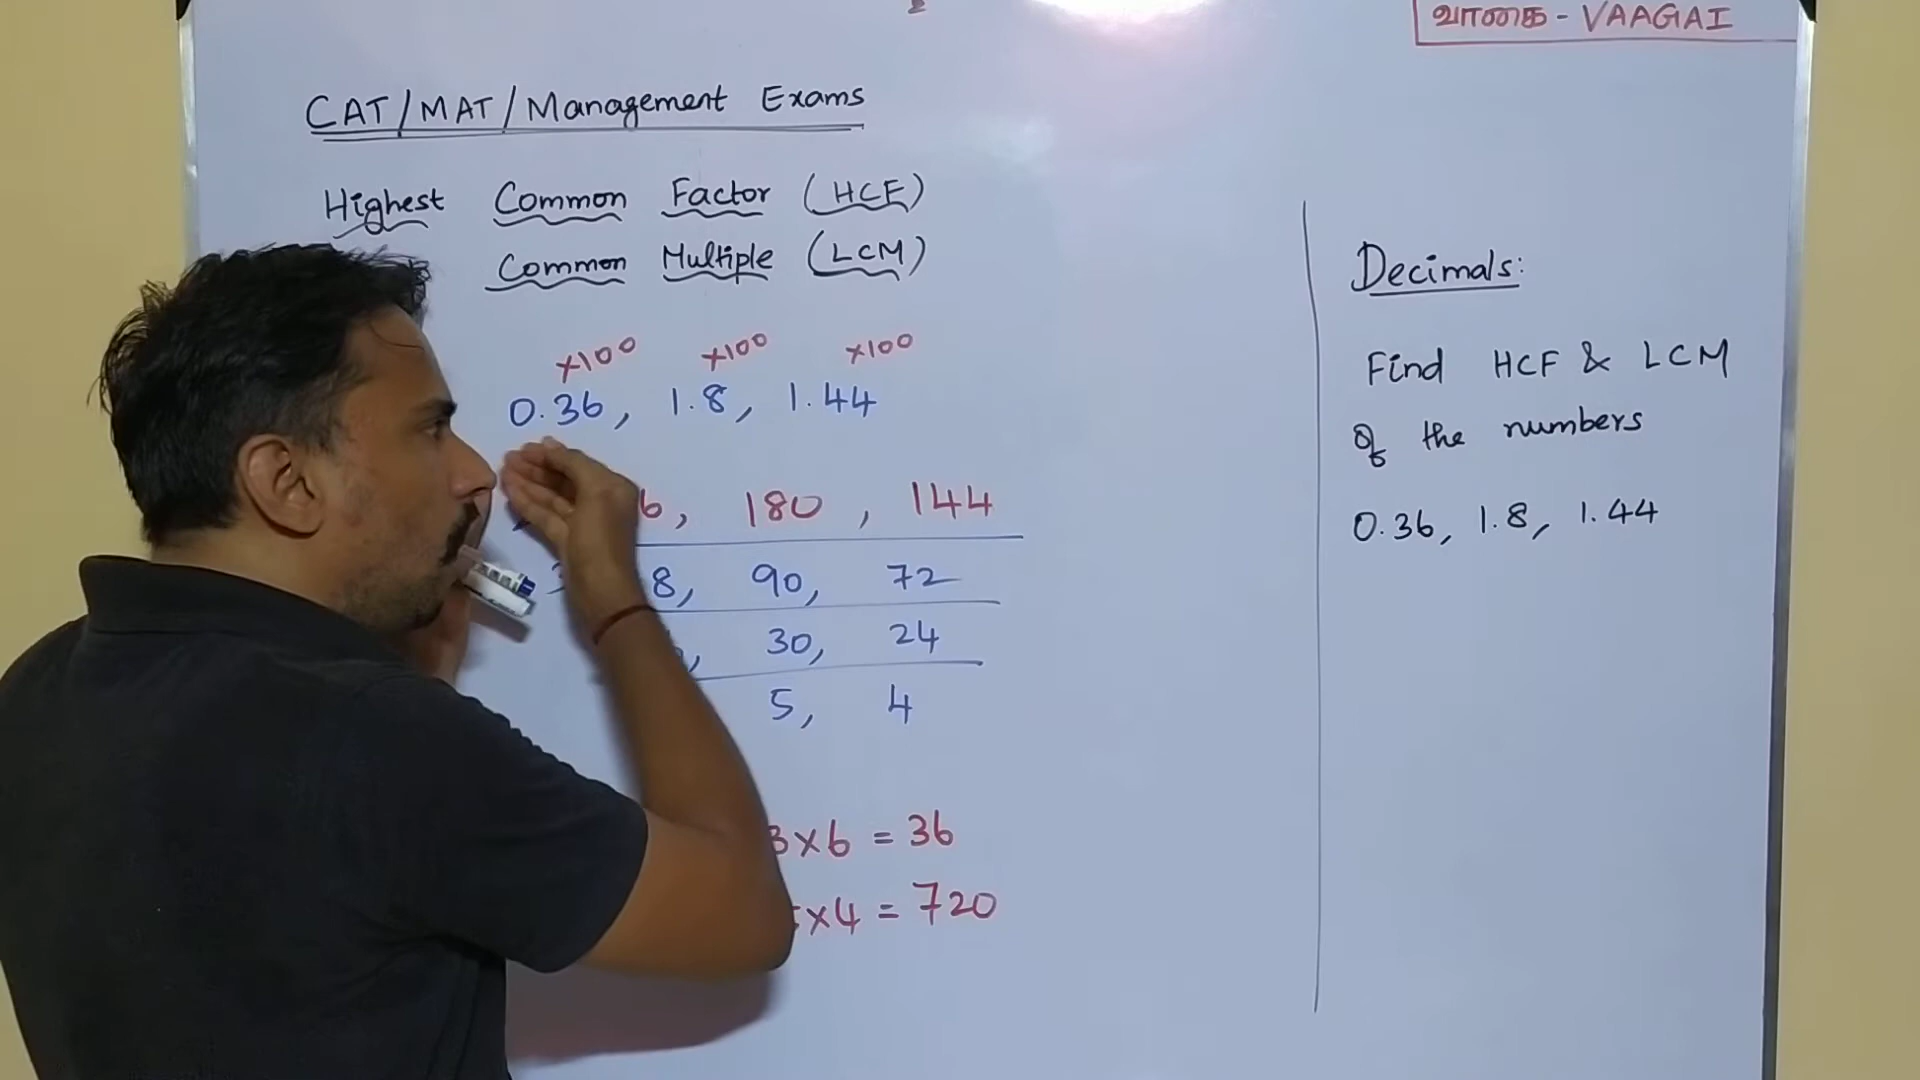 வாகை - VAAGAI
CAT/MAT/Management Exams
Highest Common Factor (HCF)
Common Multiple (LCM)
×100 ×100 ×100
0.36, 1.8, 1.44
6, 180, 144
8, 90, 72
30, 24
5, 4
3×6 = 36
×4 = 720
Decimals:
Find HCF & LCM
of the numbers
0.36, 1.8, 1.44